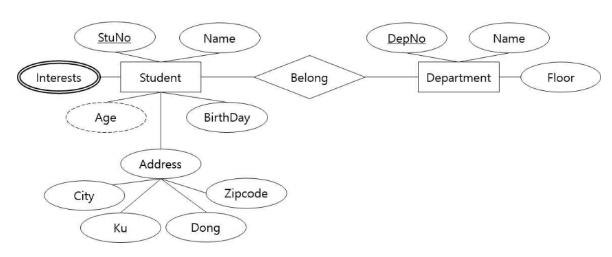 StuNo
Name
DepNo
Name
Interests
Student
Belong
Department
Floor
Age
BirthDay
Address
City
Zipcode
Ku
Dong